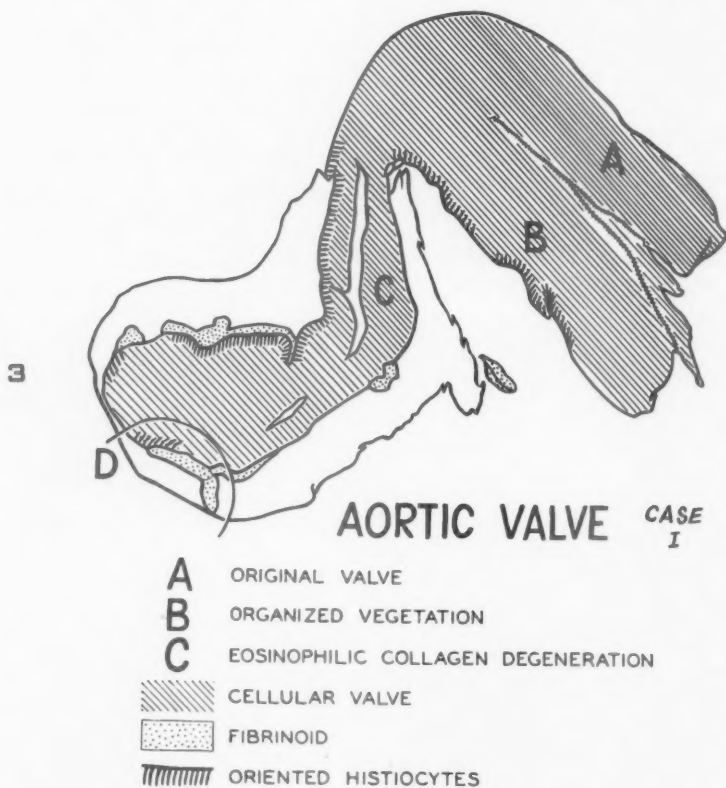 A
B
C
3
D
AORTIC VALVE CASE I
A ORIGINAL VALVE
B ORGANIZED VEGETATION
C EOSINOPHILIC COLLAGEN DEGENERATION
CELLULAR VALVE
FIBRINOID
ORIENTED HISTIOCYTES